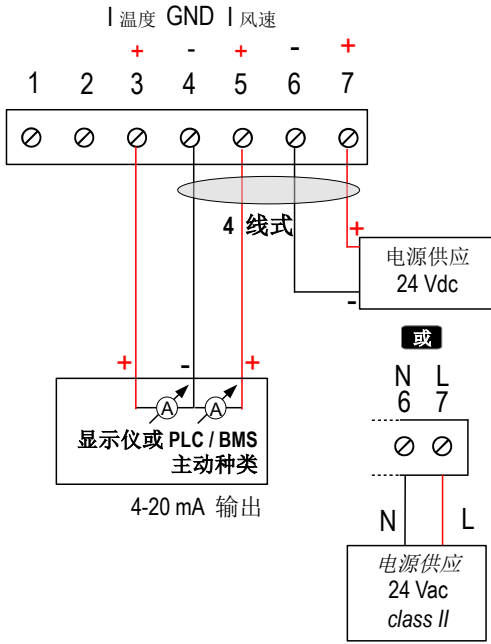 I 温度 GND I 风速
+ - + - +
1 2 3 4 5 6 7
4 线式
+
-
电源供应
24 Vdc
或
N L
6 7
+ - +
A A
显示仪或 PLC / BMS
主动种类
4-20 mA 输出
N L
电源供应
24 Vac
class II